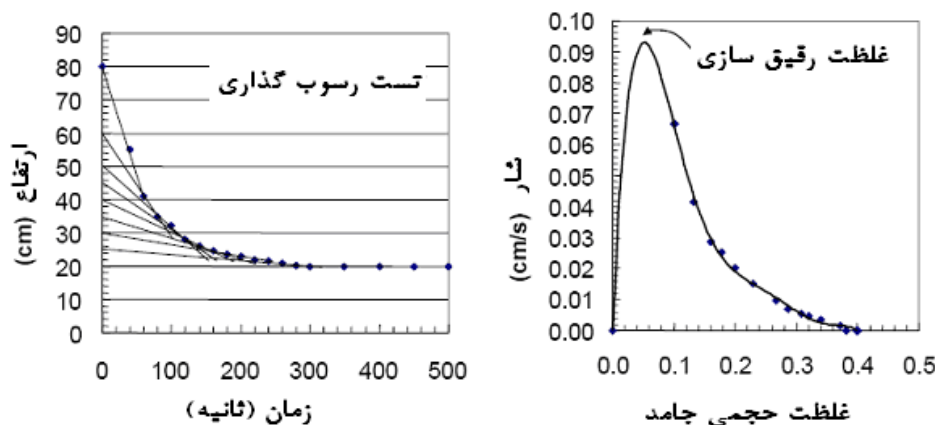 90
80
70
60
50
40
30
20
10
0
ارتفاع (cm)
تست رسوب گذاری
0 100 200 300 400 500
زمان (ثانیه)
0.10
0.09
0.08
0.07
0.06
0.05
0.04
0.03
0.02
0.01
0.00
ثار (cm/s)
غلظت رقیق سازی
0.0 0.1 0.2 0.3 0.4 0.5
غلظت حجمی جامد